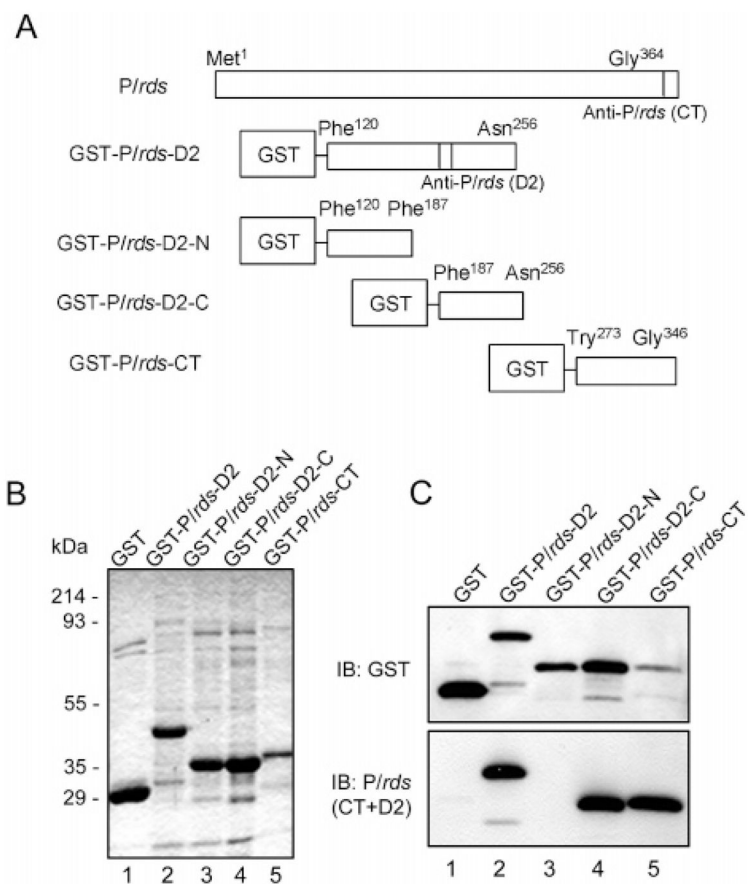 A
Met1 Gly364
P/rds
Anti-P/rds (CT)
Phe120 Asn256
GST-P/rds-D2 GST
Anti-P/rds (D2)
Phe120 Phe187
GST-P/rds-D2-N GST
Phe187 Asn256
GST-P/rds-D2-C GST
Try273 Gly346
GST-P/rds-CT GST
B
kDa
GST
GST-P/rds-D2
GST-P/rds-D2-N
GST-P/rds-D2-C
GST-P/rds-CT
214 -
93 -
55 -
35 -
29 -
1 2 3 4 5
C
GST
GST-P/rds-D2
GST-P/rds-D2-N
GST-P/rds-D2-C
GST-P/rds-CT
IB: GST
IB: P/rds
(CT+D2)
1 2 3 4 5